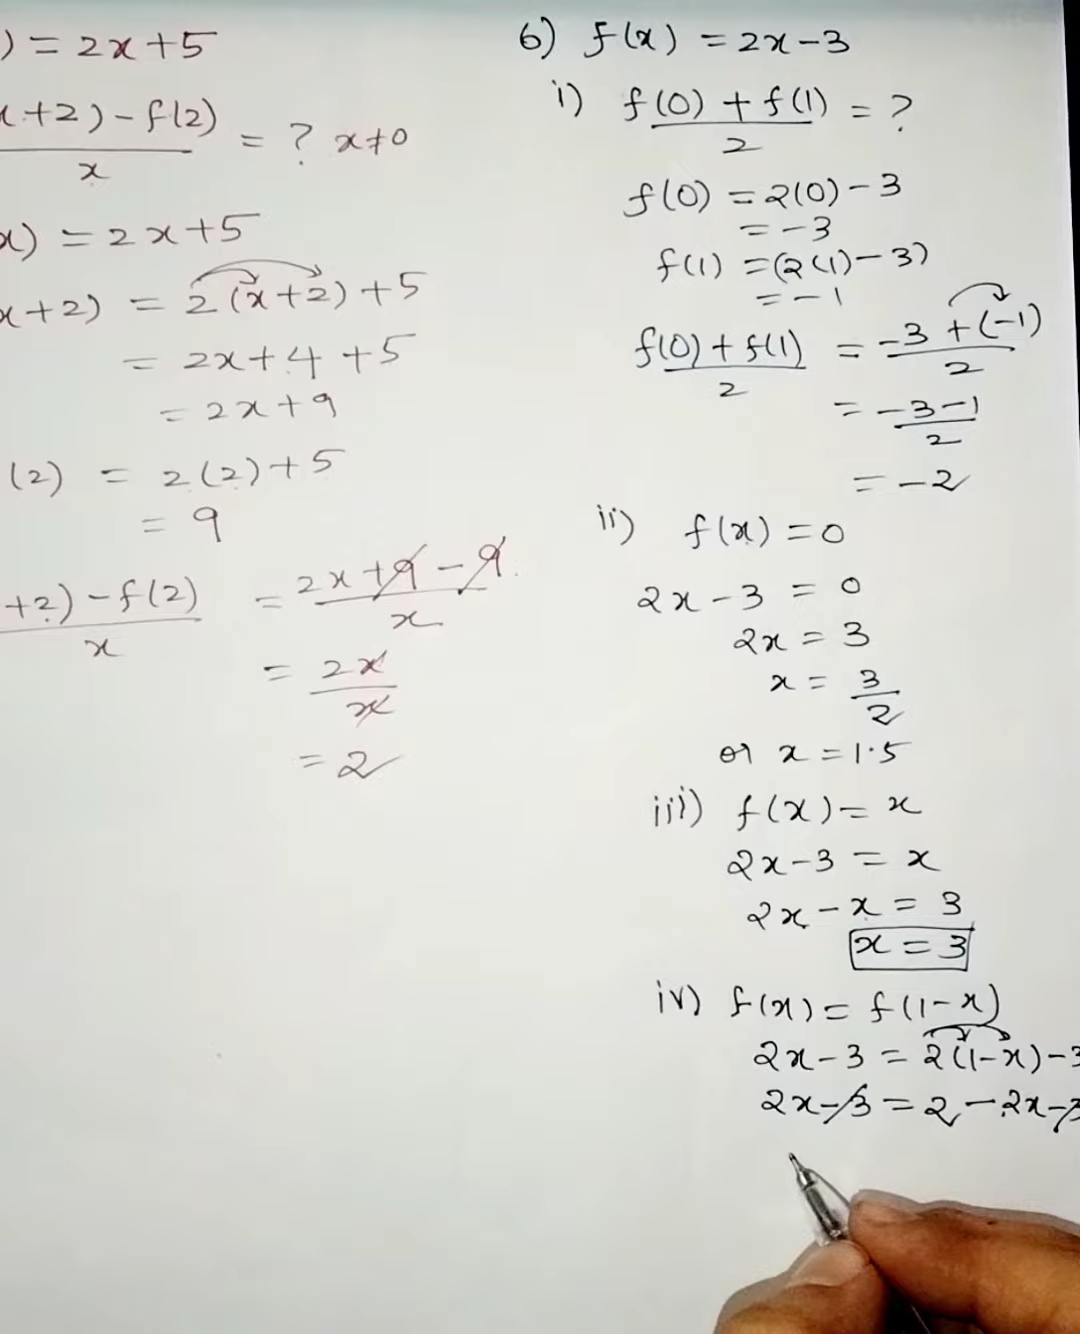 ) = 2x+5
x+2) - f(2) / x = ? x≠0
x) = 2x+5
x+2) = 2(x+2)+5
= 2x+4+5
= 2x+9
(2) = 2(2)+5
= 9
+2) - f(2) / x = 2x+9-9 / x
= 2x / x
= 2
6) f(x) = 2x-3
i) f(0) + f(1) / 2 = ?
f(0) = 2(0)-3
= -3
f(1) = (2(1)-3)
= -1
f(0) + f(1) / 2 = -3 + (-1) / 2
= -3-1 / 2
= -2
ii) f(x) = 0
2x-3 = 0
2x = 3
x = 3/2
or x = 1.5
iii) f(x) = x
2x-3 = x
2x-x = 3
x = 3
iv) f(x) = f(1-x)
2x-3 = 2(1-x)-3
2x-3 = 2-2x-3